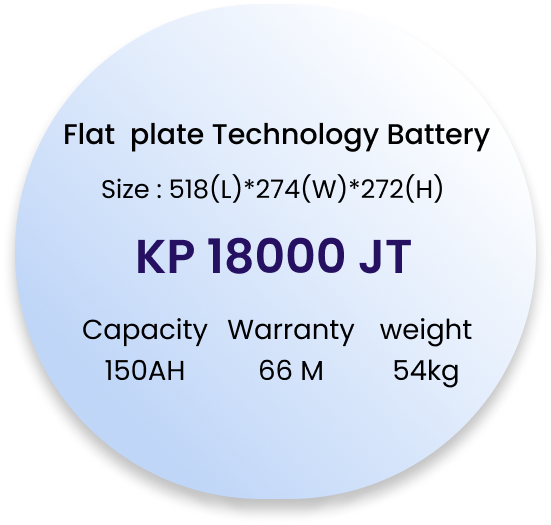 Flat plate Technology Battery
Size : 518(L)*274(W)*272(H)
KP 18000 JT
Capacity Warranty weight
150AH 66 M 54kg